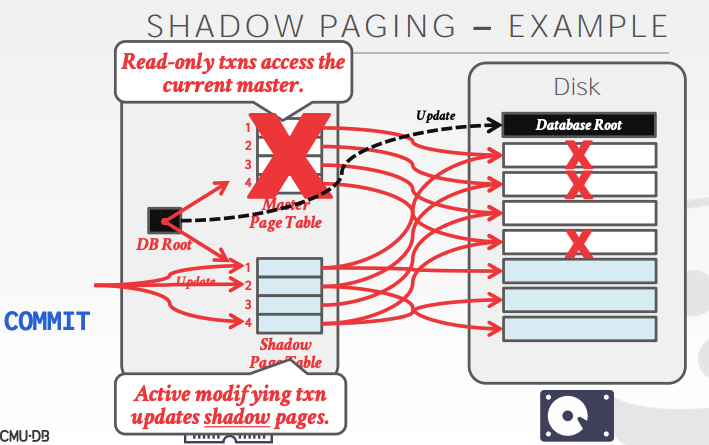 SHADOW PAGING – EXAMPLE
Read-only txns access the
current master.
Disk
Update
Database Root
1
2
3
4
Master
Page Table
DB Root
Update
1
2
3
4
COMMIT
Shadow
Page Table
Active modifying txn
updates shadow pages.
CMU·DB